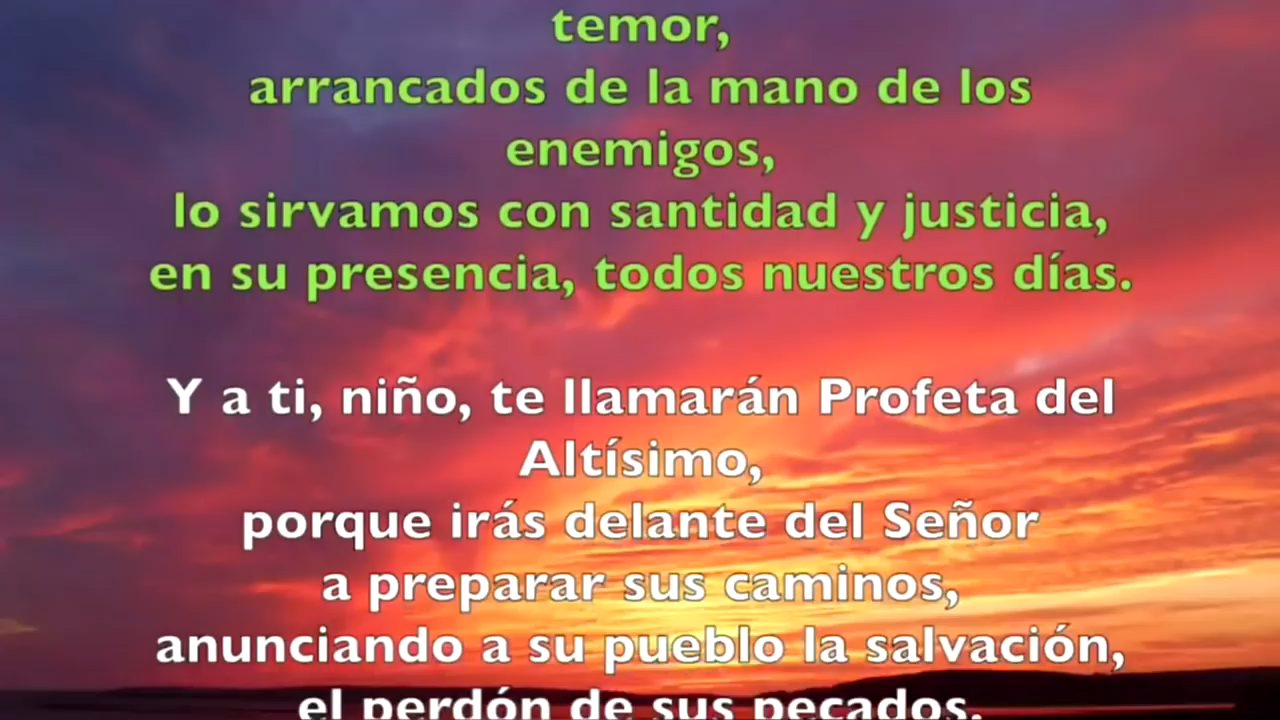 temor,
arrancados de la mano de los
enemigos,
lo sirvamos con santidad y justicia,
en su presencia, todos nuestros días.
Y a ti, niño, te llamarán Profeta del
Altísimo,
porque irás delante del Señor
a preparar sus caminos,
anunciando a su pueblo la salvación,
el perdón de sus pecados.